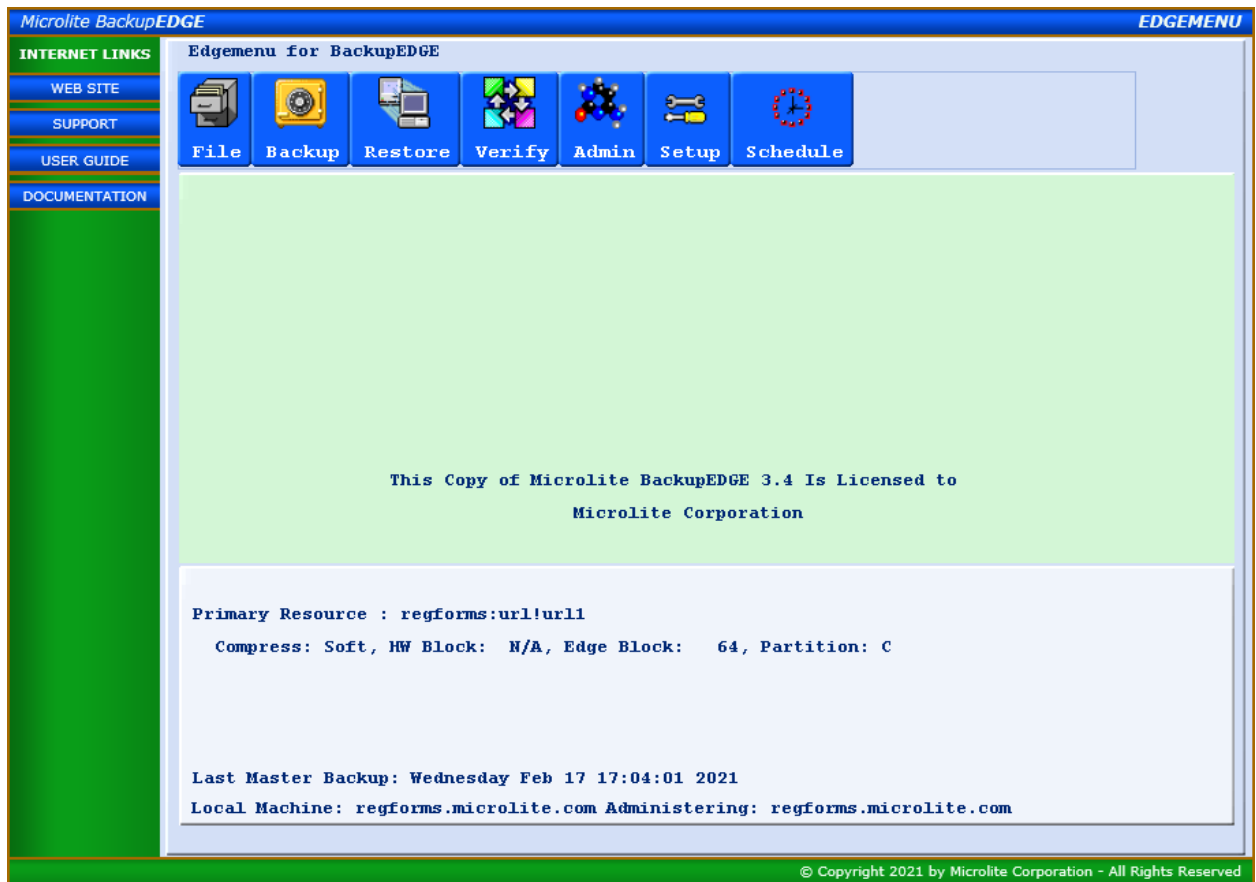 Microlite BackupEDGE EDGEMENU
INTERNET LINKS
WEB SITE
SUPPORT
USER GUIDE
DOCUMENTATION
Edgemenu for BackupEDGE
File Backup Restore Verify Admin Setup Schedule
This Copy of Microlite BackupEDGE 3.4 Is Licensed to
Microlite Corporation
Primary Resource : regforms:url!url1
Compress: Soft, HW Block: N/A, Edge Block: 64, Partition: C
Last Master Backup: Wednesday Feb 17 17:04:01 2021
Local Machine: regforms.microlite.com Administering: regforms.microlite.com
© Copyright 2021 by Microlite Corporation - All Rights Reserved